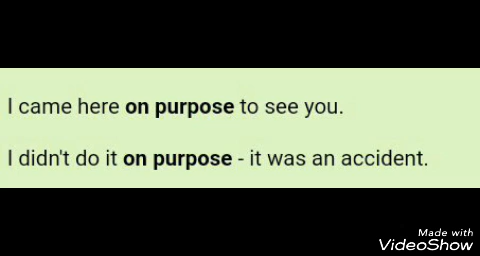 I came here on purpose to see you.
I didn't do it on purpose - it was an accident.
Made with
VideoShow